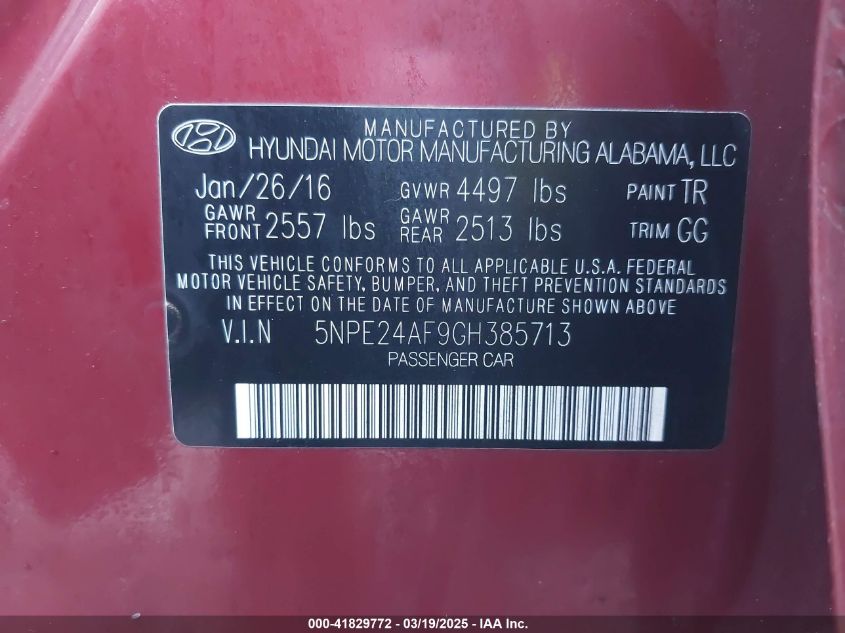 MANUFACTURED BY
HYUNDAI MOTOR MANUFACTURING ALABAMA, LLC
Jan/26/16 GVWR 4497 lbs PAINT TR
GAWR FRONT 2557 lbs GAWR REAR 2513 lbs TRIM GG
THIS VEHICLE CONFORMS TO ALL APPLICABLE U.S.A. FEDERAL
MOTOR VEHICLE SAFETY, BUMPER, AND THEFT PREVENTION STANDARDS
IN EFFECT ON THE DATE OF MANUFACTURE SHOWN ABOVE
V.I.N 5NPE24AF9GH385713
PASSENGER CAR
000-41829772 - 03/19/2025 - IAA Inc.